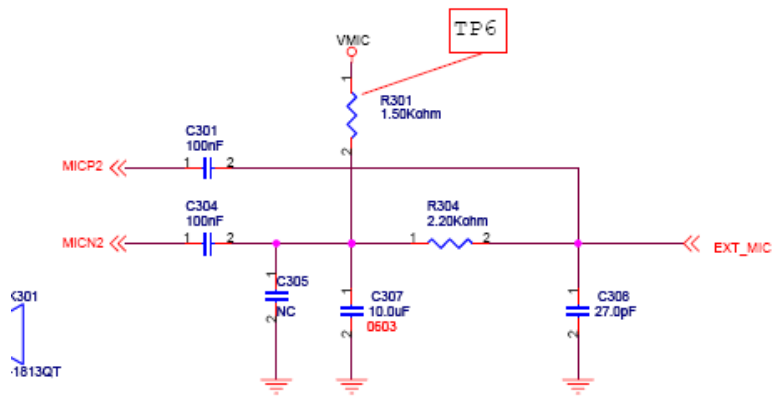 TP6
VMIC
1
R301
1.50Kohm
2
C301
100nF
MICP2
1
2
C304
100nF
R304
2.20Kohm
MICN2
1
2
1
2
EXT_MIC
1
C305
2
NC
1
C307
10.0uF
0603
2
1
C308
27.0pF
2
X301
-1813QT